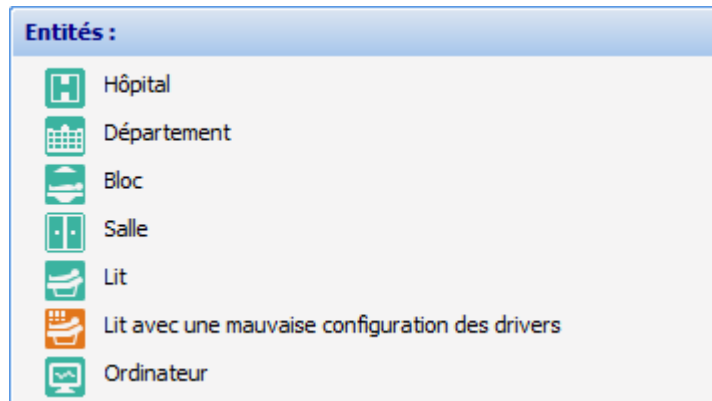 Entités :
Hôpital
Département
Bloc
Salle
Lit
Lit avec une mauvaise configuration des drivers
Ordinateur